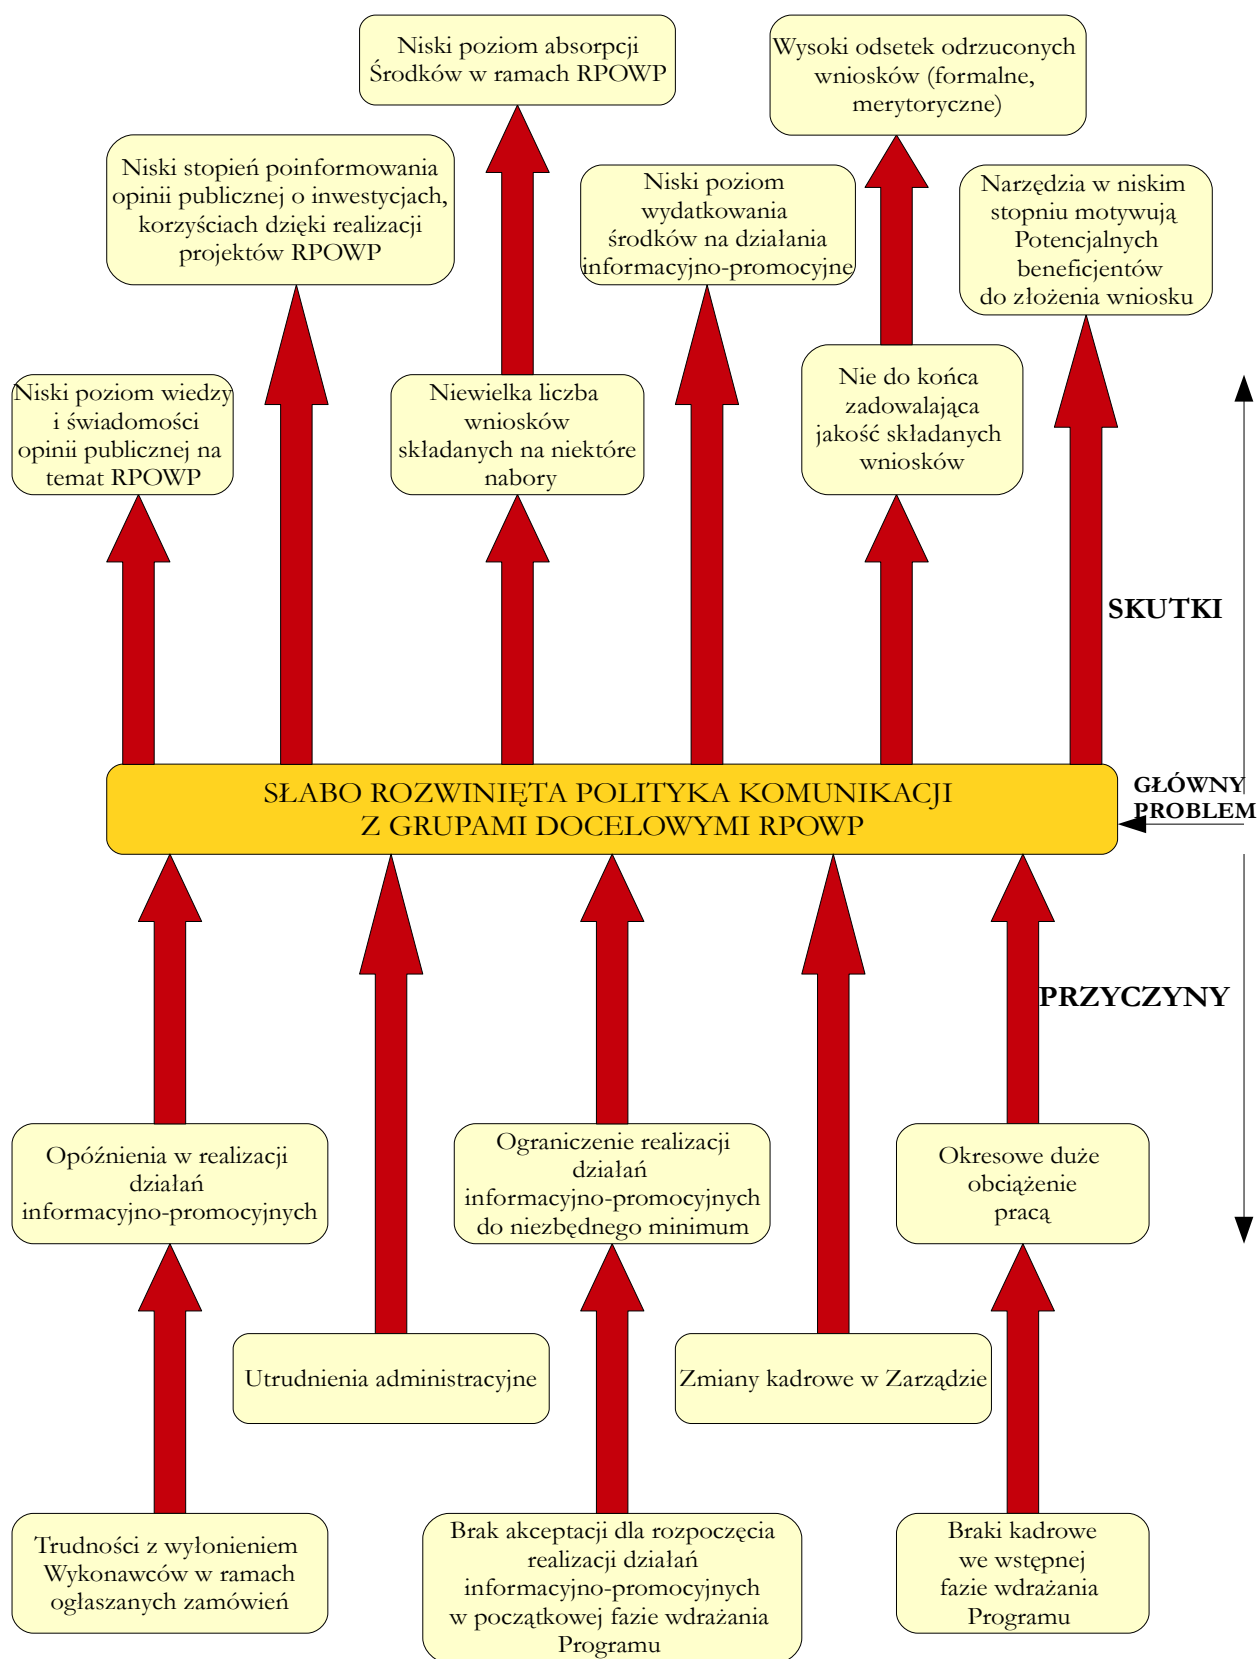 Niski poziom absorpcji
Środków w ramach RPOWP
Wysoki odsetek odrzuconych
wniosków (formalne,
merytoryczne)
Niski stopień poinformowania
opinii publicznej o inwestycjach,
korzyściach dzięki realizacji
projektów RPOWP
Niski poziom
wydatkowania
środków na działania
informacyjno-promocyjne
Narzędzia w niskim
stopniu motywują
Potencjalnych
beneficjentów
do złożenia wniosku
Niski poziom wiedzy
i świadomości
opinii publicznej na
temat RPOWP
Niewielka liczba
wniosków
składanych na niektóre
nabory
Nie do końca
zadowalająca
jakość składanych
wniosków
SKUTKI
SŁABO ROZWINIĘTA POLITYKA KOMUNIKACJI
Z GRUPAMI DOCELOWYMI RPOWP
GŁÓWNY
PROBLEM
PRZYCZYNY
Opóźnienia w realizacji
działań
informacyjno-promocyjnych
Ograniczenie realizacji
działań
informacyjno-promocyjnych
do niezbędnego minimum
Okresowe duże
obciążenie
pracą
Utrudnienia administracyjne
Zmiany kadrowe w Zarządzie
Trudności z wyłonieniem
Wykonawców w ramach
ogłaszanych zamówień
Brak akceptacji dla rozpoczęcia
realizacji działań
informacyjno-promocyjnych
w początkowej fazie wdrażania
Programu
Braki kadrowe
we wstępnej
fazie wdrażania
Programu